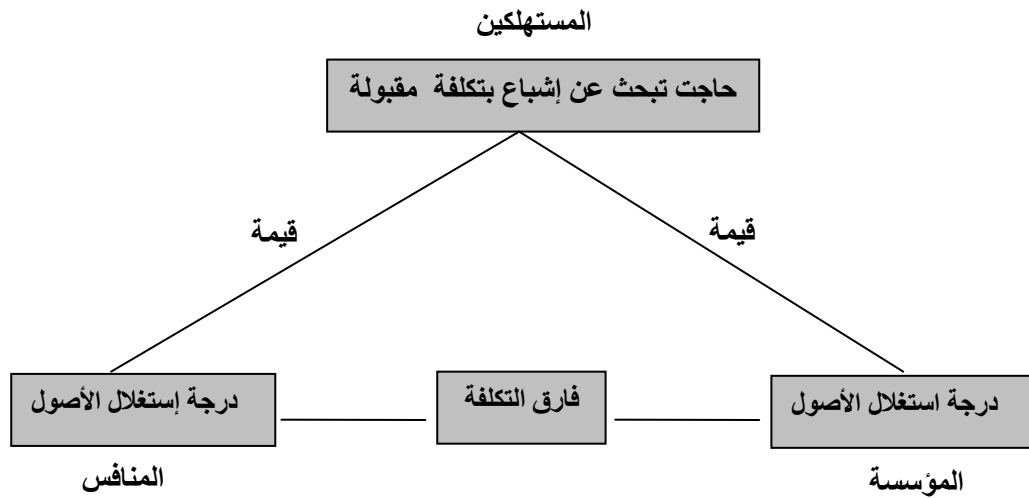 المستهلكين
حاجت تبحث عن إشباع بتكلفة مقبولة
قيمة
قيمة
درجة استغلال الأصول
فارق التكلفة
درجة إستغلال الأصول
المؤسسة
المنافس